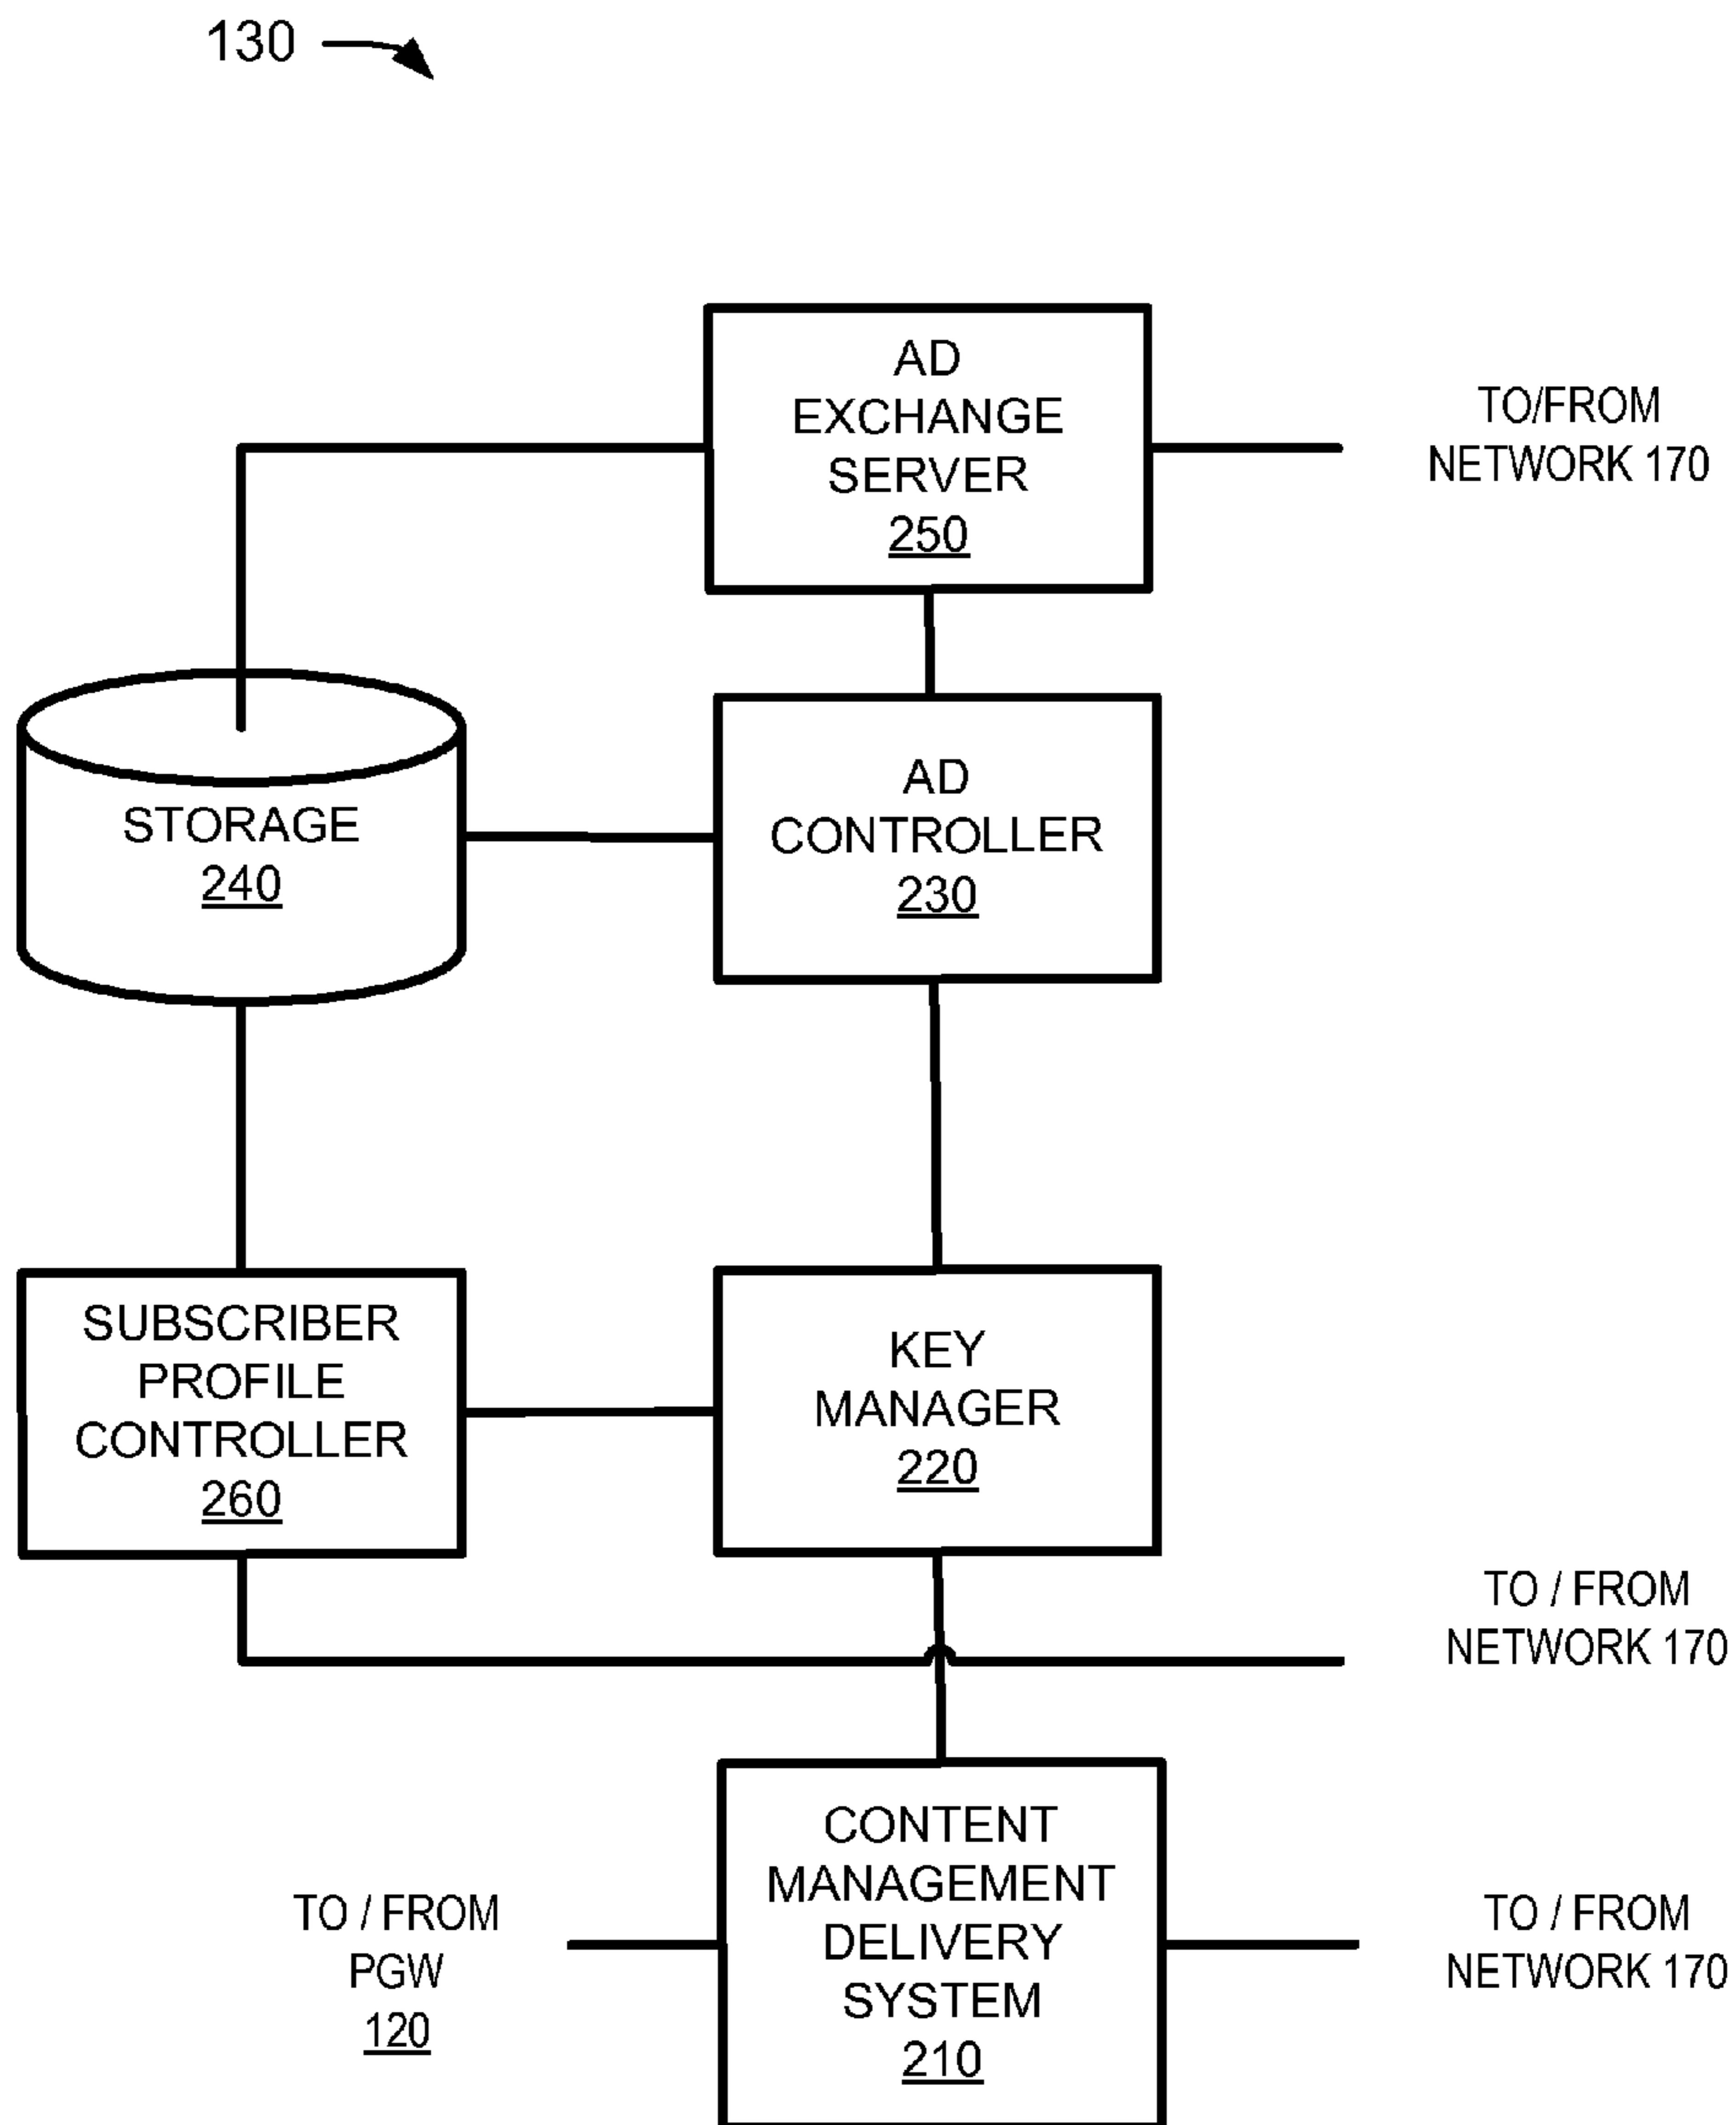 130
AD
EXCHANGE
SERVER
250
TO/FROM
NETWORK 170
STORAGE
240
AD
CONTROLLER
230
SUBSCRIBER
PROFILE
CONTROLLER
260
KEY
MANAGER
220
TO / FROM
NETWORK 170
TO / FROM
PGW
120
CONTENT
MANAGEMENT
DELIVERY
SYSTEM
210
TO / FROM
NETWORK 170